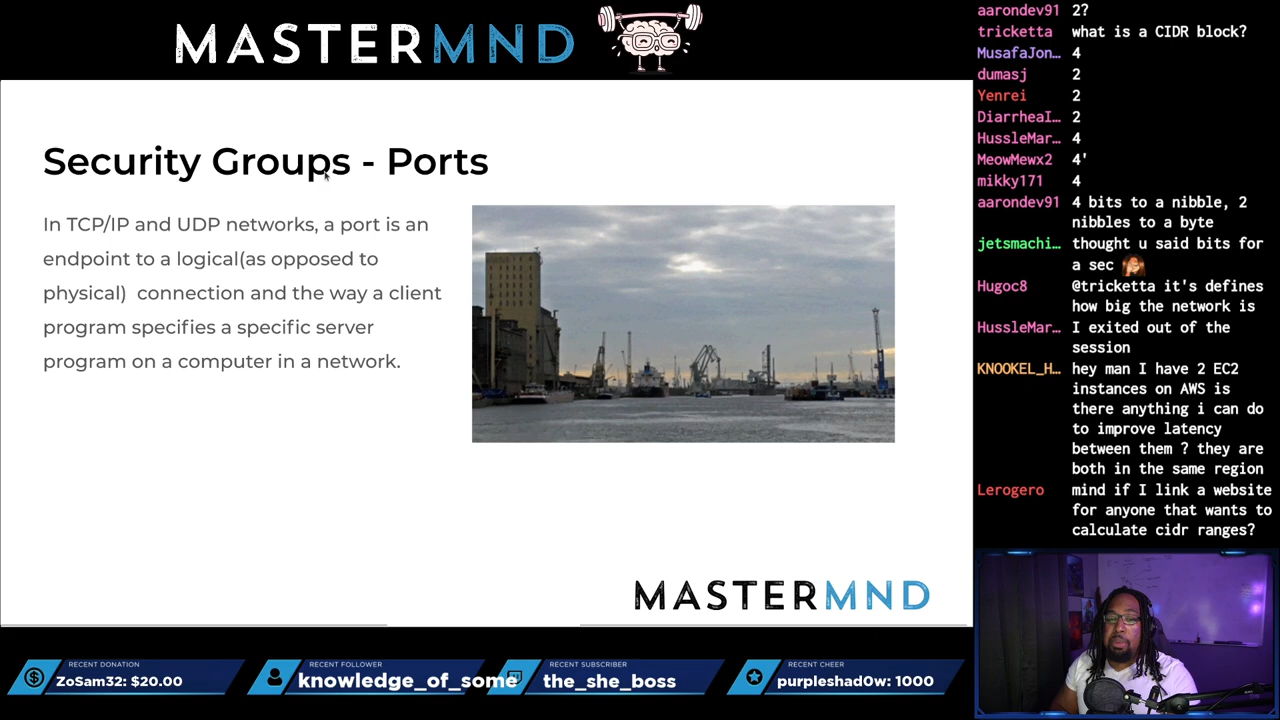 MASTERMND
Security Groups - Ports
In TCP/IP and UDP networks, a port is an
endpoint to a logical(as opposed to
physical) connection and the way a client
program specifies a specific server
program on a computer in a network.
MASTERMND
aarondev91 2?
tricketta what is a CIDR block?
MusafaJon… 4
dumasj 2
Yenrei 2
DiarrheaI… 2
HussleMar… 4
MeowMewx2 4'
mikky171 4
aarondev91 4 bits to a nibble, 2
nibbles to a byte
jetsmachi… thought u said bits for
a sec
Hugoc8 @tricketta it's defines
how big the network is
HussleMar… I exited out of the
session
KNOOKEL_H… hey man I have 2 EC2
instances on AWS is
there anything i can do
to improve latency
between them ? they are
both in the same region
Lerogero mind if I link a website
for anyone that wants to
calculate cidr ranges?
RECENT DONATION
ZoSam32: $20.00
RECENT FOLLOWER
knowledge_of_some
RECENT SUBSCRIBER
the_she_boss
RECENT CHEER
purpleshad0w: 1000